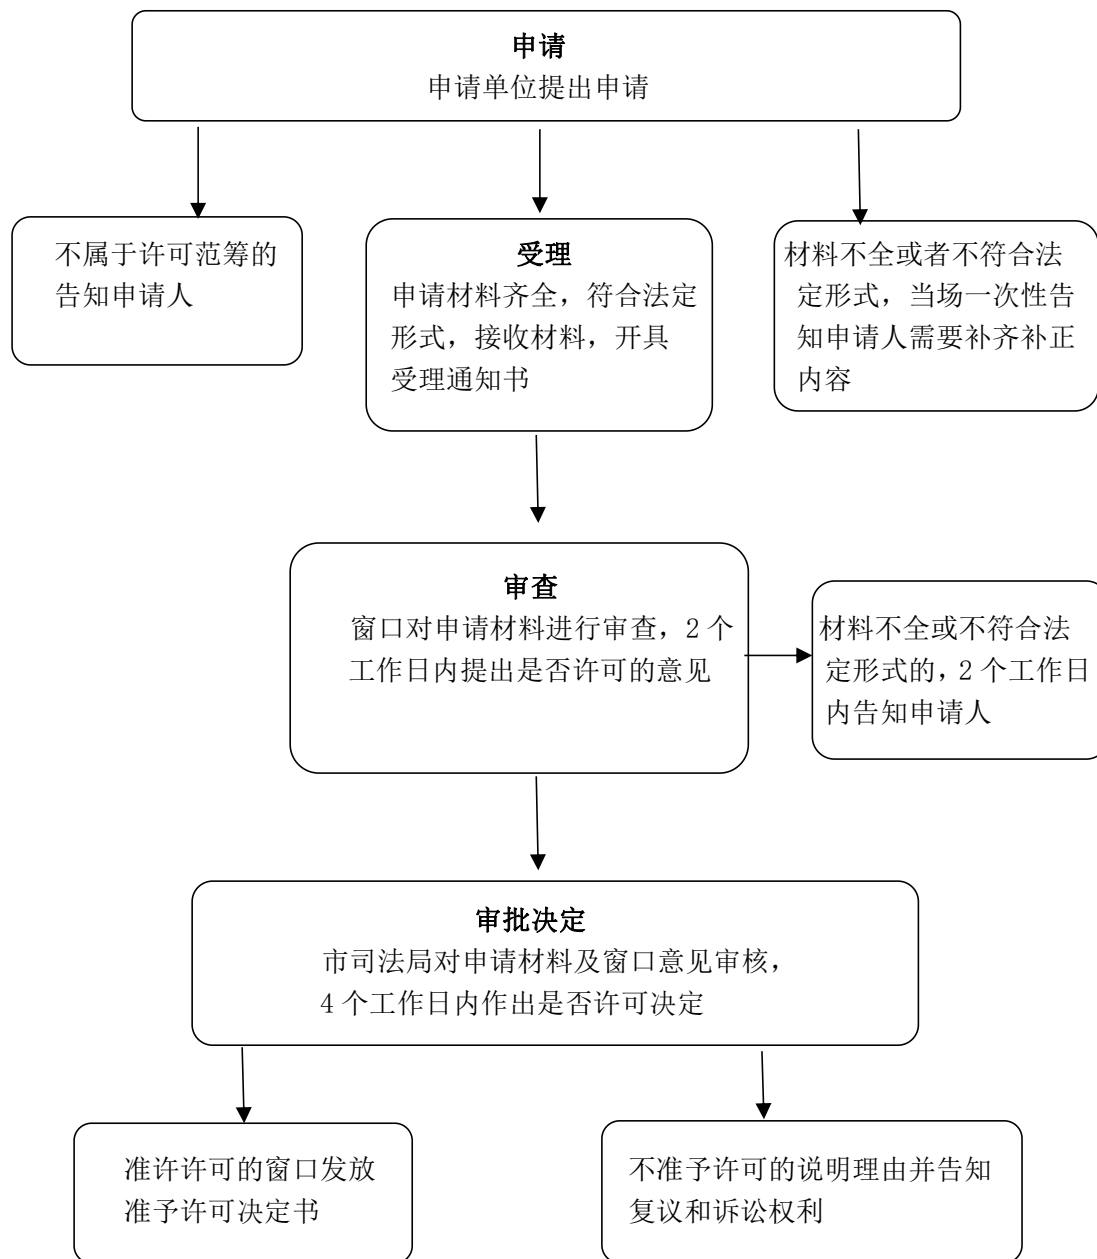 申请
申请单位提出申请
不属于许可范筹的
告知申请人
受理
申请材料齐全，符合法定
形式，接收材料，开具
受理通知书
材料不全或者不符合法
定形式，当场一次性告
知申请人需要补齐补正
内容
审查
窗口对申请材料进行审查，2 个
工作日内提出是否许可的意见
材料不全或不符合法
定形式的，2 个工作日
内告知申请人
审批决定
市司法局对申请材料及窗口意见审核，
4 个工作日内作出是否许可决定
准许许可的窗口发放
准予许可决定书
不准予许可的说明理由并告知
复议和诉讼权利